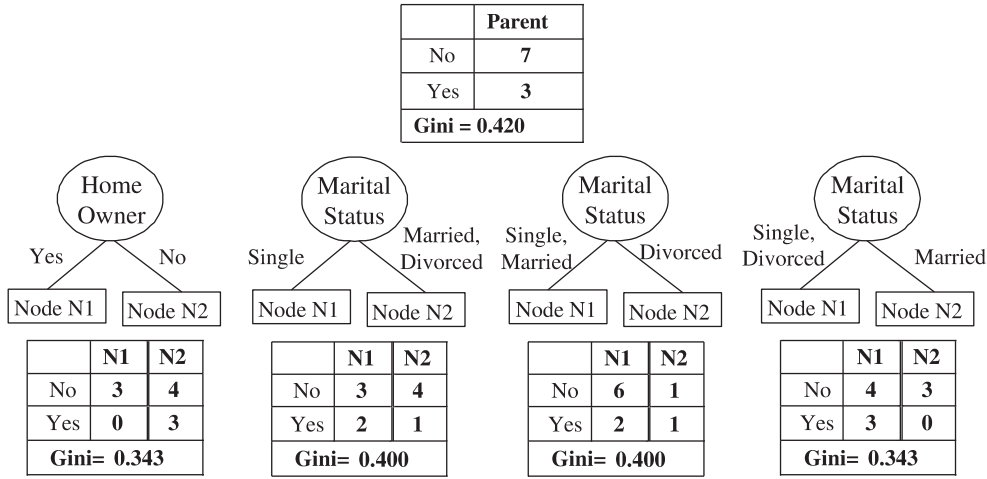 Parent
No 7
Yes 3
Gini = 0.420
Home
Owner
Yes
No
Node N1
Node N2
N1 N2
No 3 4
Yes 0 3
Gini= 0.343
Marital
Status
Single
Married,
Divorced
Node N1
Node N2
N1 N2
No 3 4
Yes 2 1
Gini= 0.400
Marital
Status
Single,
Married
Divorced
Node N1
Node N2
N1 N2
No 6 1
Yes 2 1
Gini= 0.400
Marital
Status
Single,
Divorced
Married
Node N1
Node N2
N1 N2
No 4 3
Yes 3 0
Gini= 0.343